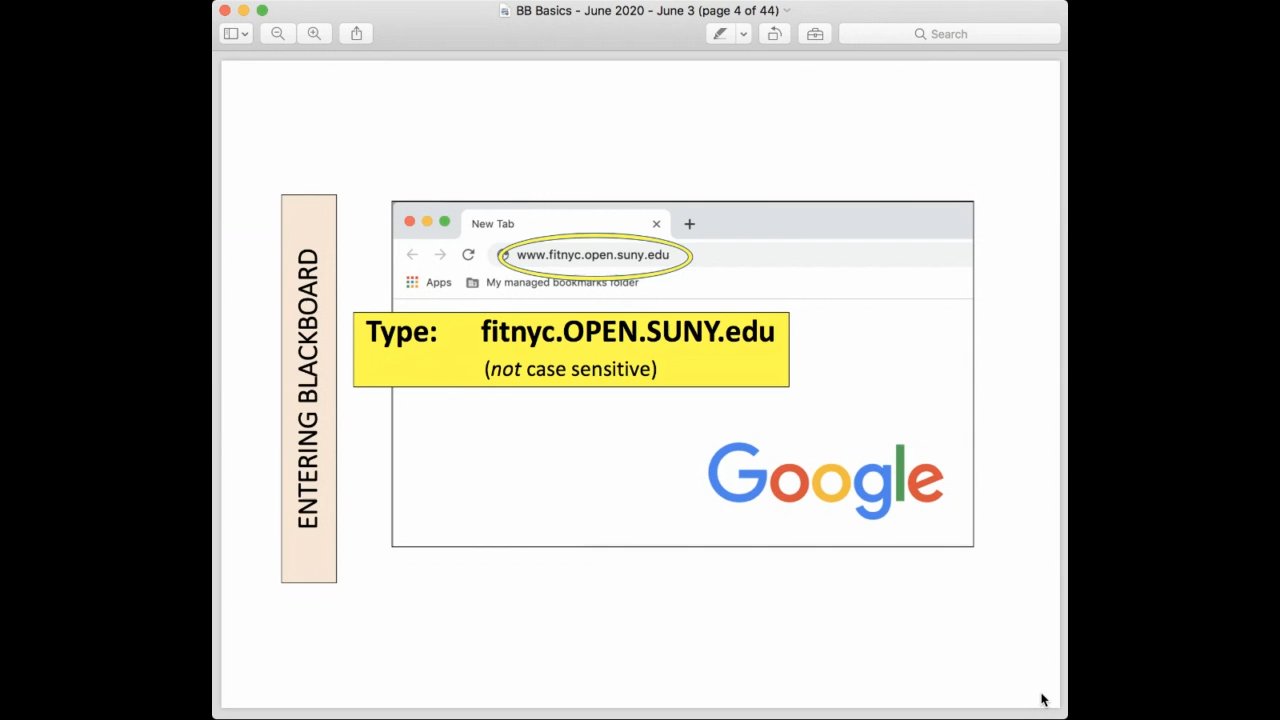 BB Basics - June 2020 - June 3 (page 4 of 44)
Search
ENTERING BLACKBOARD
New Tab
www.fitnyc.open.suny.edu
Apps My managed bookmarks folder
Type: fitnyc.OPEN.SUNY.edu
(not case sensitive)
Google